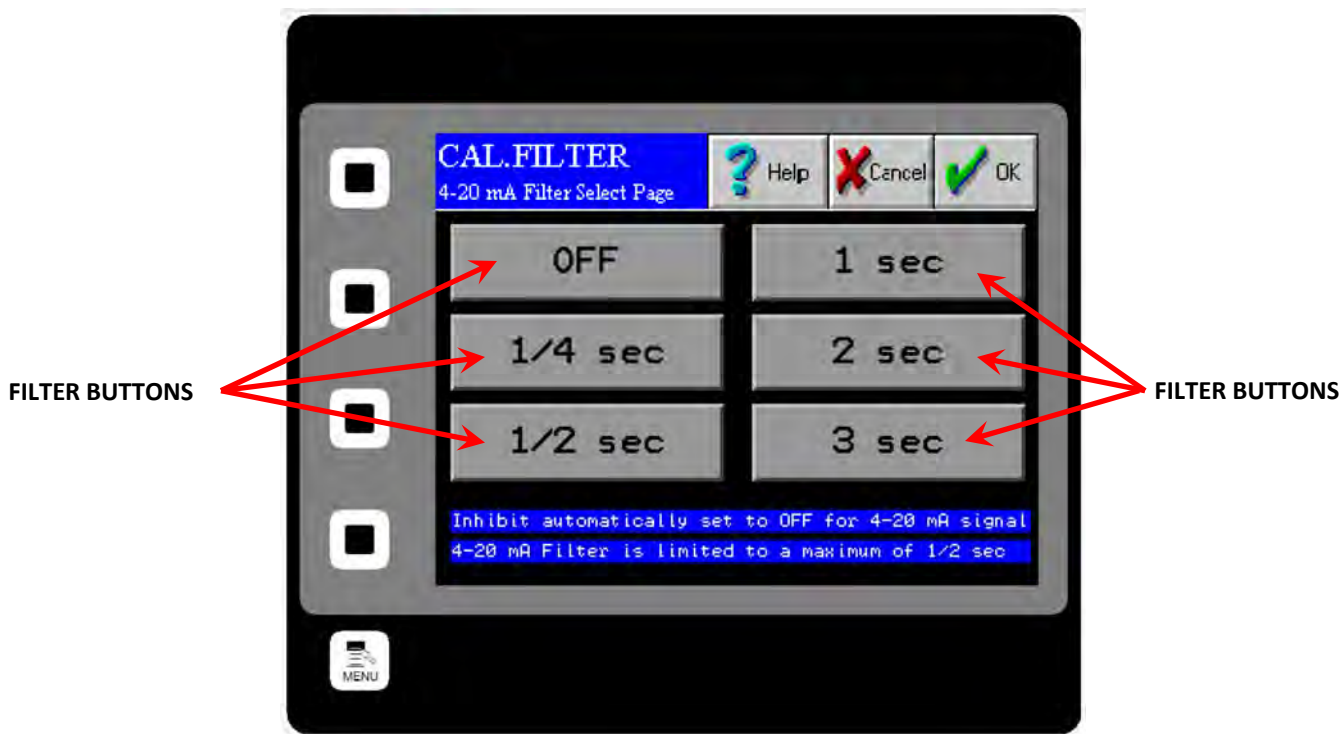 CAL.FILTER
4-20 mA Filter Select Page
Help
Cancel
OK
OFF
1 sec
1/4 sec
2 sec
1/2 sec
3 sec
FILTER BUTTONS
FILTER BUTTONS
Inhibit automatically set to OFF for 4-20 mA signal
4-20 mA Filter is limited to a maximum of 1/2 sec
MENU